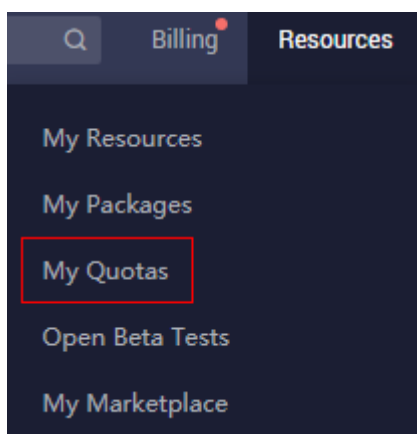 Billing Resources
My Resources
My Packages
My Quotas
Open Beta Tests
My Marketplace